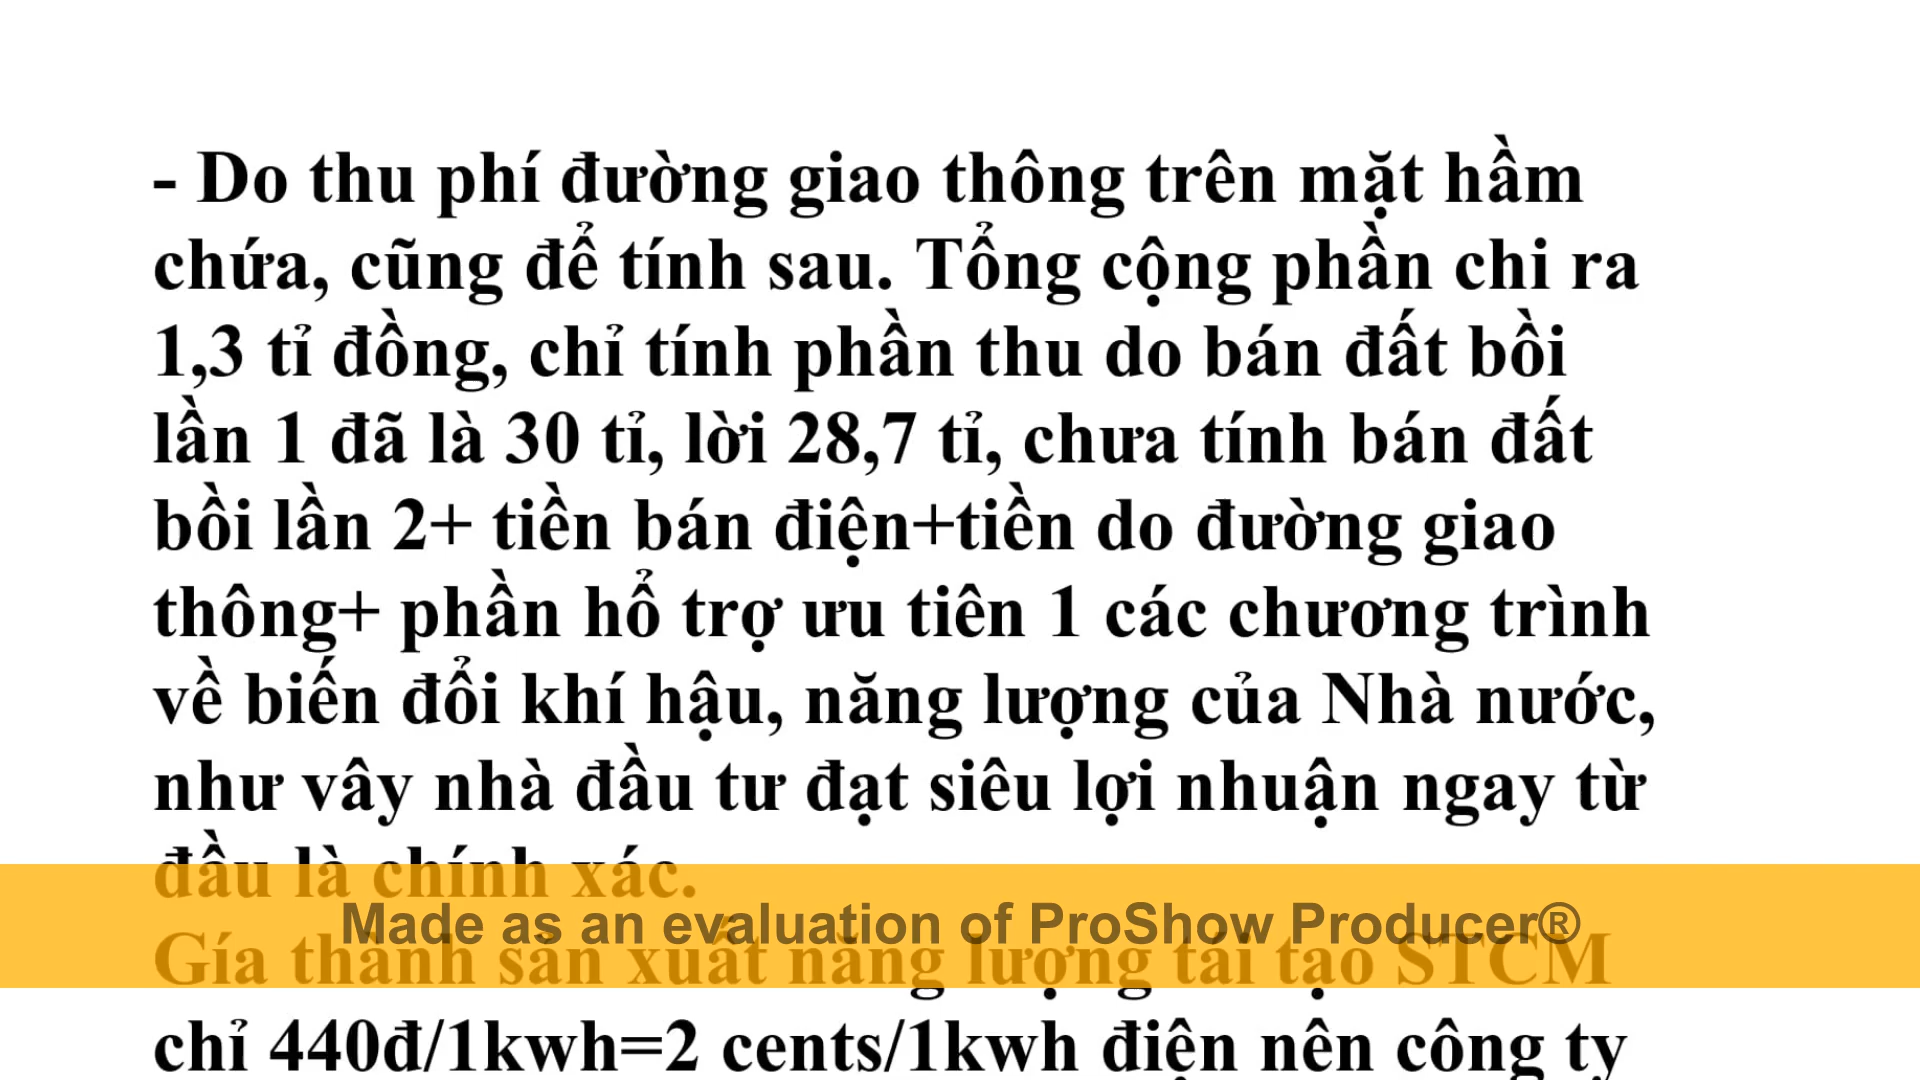 - Do thu phí đường giao thông trên mặt hầm
chứa, cũng để tính sau. Tổng cộng phần chi ra
1,3 tỉ đồng, chỉ tính phần thu do bán đất bồi
lần 1 đã là 30 tỉ, lời 28,7 tỉ, chưa tính bán đất
bồi lần 2+ tiền bán điện+tiền do đường giao
thông+ phần hổ trợ ưu tiên 1 các chương trình
về biến đổi khí hậu, năng lượng của Nhà nước,
như vây nhà đầu tư đạt siêu lợi nhuận ngay từ
đầu là chính xác.
Made as an evaluation of ProShow Producer®
Gía thành sản xuất năng lượng tái tạo STCM
chỉ 440đ/1kwh=2 cents/1kwh điện nên công ty